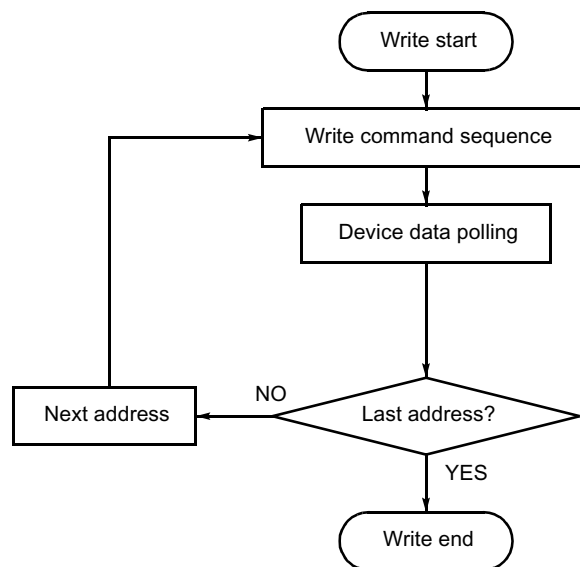 Write start
Write command sequence
Device data polling
NO
Next address
Last address?
YES
Write end